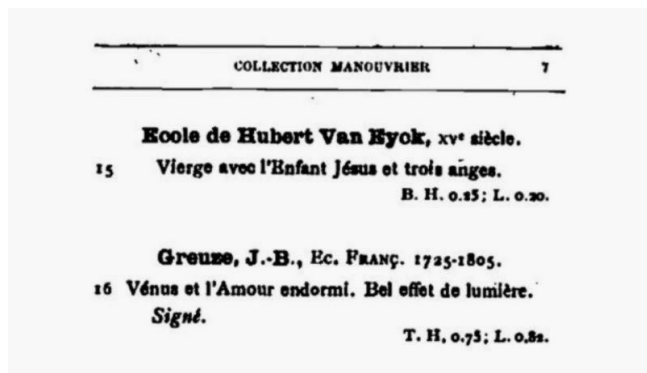 COLLECTION MANOUVRIER 7
Ecole de Hubert Van Eyck, XVe siècle.
15 Vierge avec l'Enfant Jésus et trois anges.
B. H. 0.25; L. 0.20.
Greuze, J.-B., Ec. FRANÇ. 1725-1805.
16 Vénus et l'Amour endormi. Bel effet de lumière.
Signé.
T. H. 0.75; L. 0.82.